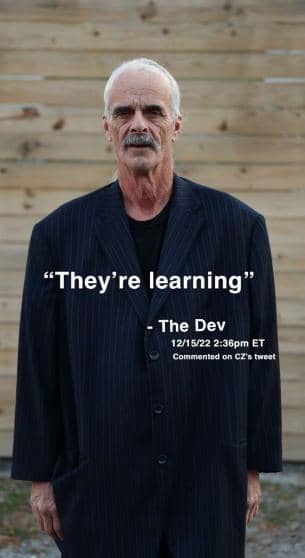 “They’re learning”
- The Dev
12/15/22 2:36pm ET
Commented on CZ's tweet